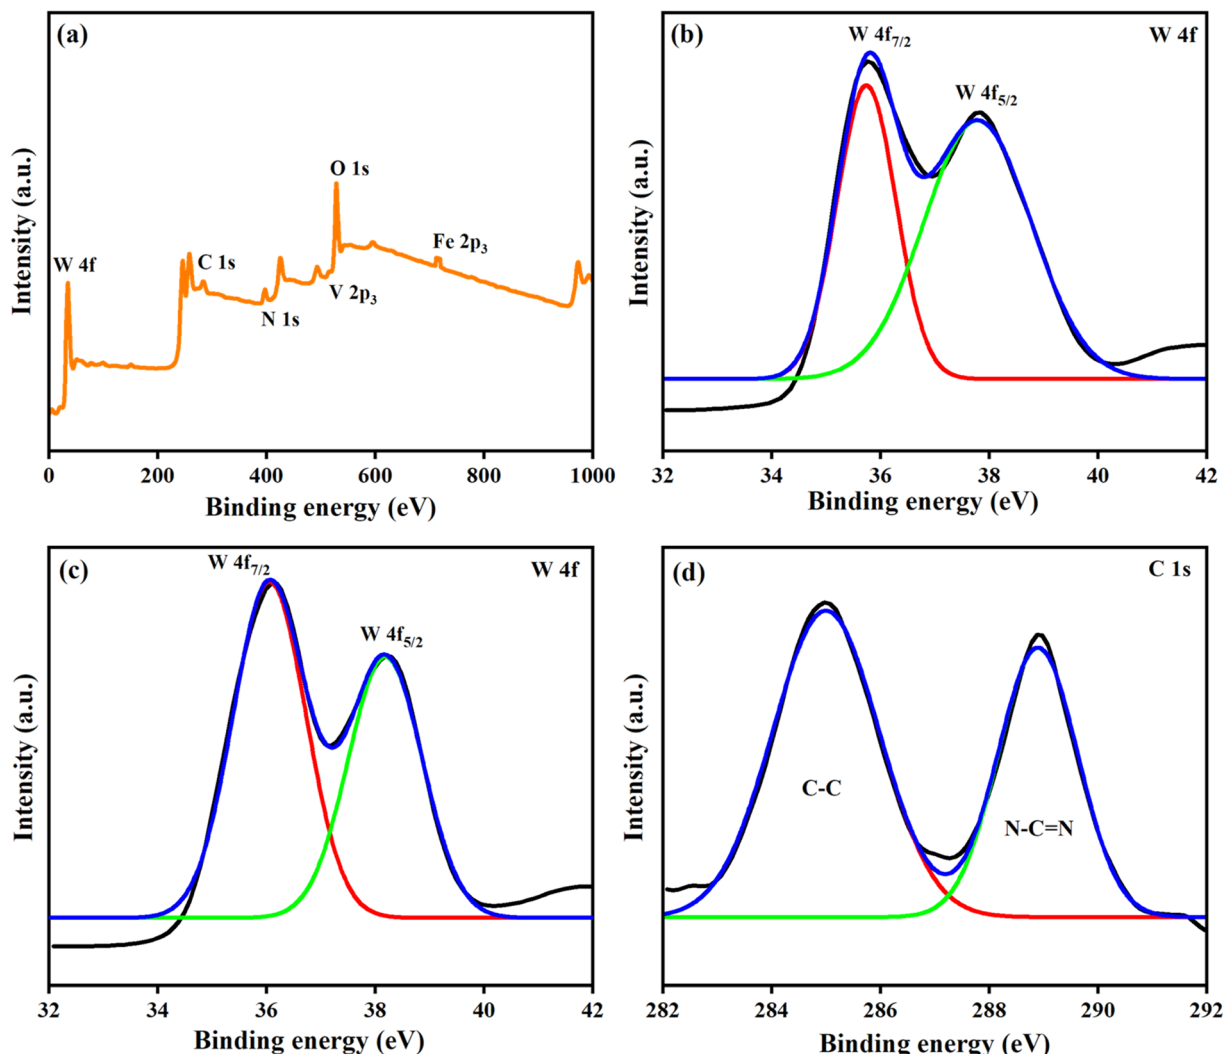 (a)
O 1s
W 4f
C 1s
Fe 2p3
N 1s
V 2p3
Intensity (a.u.)
0 200 400 600 800 1000
Binding energy (eV)
(b)
W 4f7/2
W 4f
W 4f5/2
Intensity (a.u.)
32 34 36 38 40 42
Binding energy (eV)
(c)
W 4f7/2
W 4f
W 4f5/2
Intensity (a.u.)
32 34 36 38 40 42
Binding energy (eV)
(d)
C 1s
C-C
N-C=N
Intensity (a.u.)
282 284 286 288 290 292
Binding energy (eV)